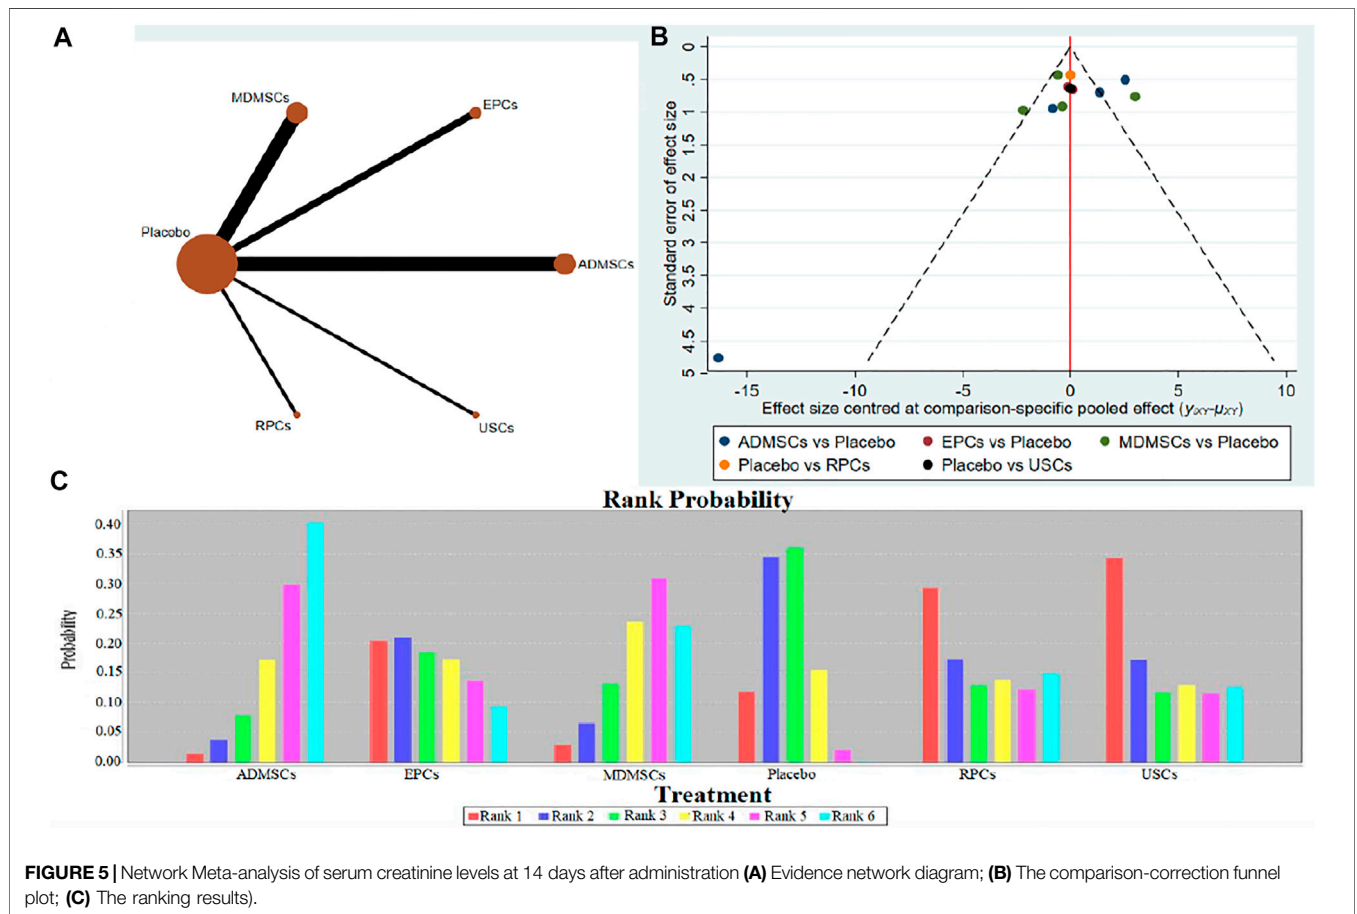 A
MDMSCs
EPCs
Placebo
ADMSCs
RPCs
USCs
B
Standard error of effect size
0
.5
1
1.5
2
2.5
3
3.5
4
4.5
5
-15
-10
-5
0
5
10
Effect size centred at comparison-specific pooled effect (yiXY-μXY)
ADMSCs vs Placebo
EPCs vs Placebo
MDMSCs vs Placebo
Placebo vs RPCs
Placebo vs USCs
C
Rank Probability
Probability
0.40
0.35
0.30
0.25
0.20
0.15
0.10
0.05
0.00
ADMSCs
EPCs
MDMSCs
Placebo
RPCs
USCs
Treatment
Rank 1
Rank 2
Rank 3
Rank 4
Rank 5
Rank 6
FIGURE 5 | Network Meta-analysis of serum creatinine levels at 14 days after administration (A) Evidence network diagram; (B) The comparison-correction funnel
plot; (C) The ranking results).